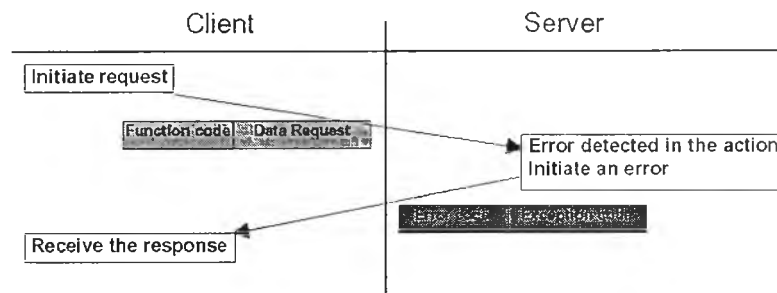 Client
Server
Initiate request
Function code Data Request
Error detected in the action
Initiate an error
Receive the response